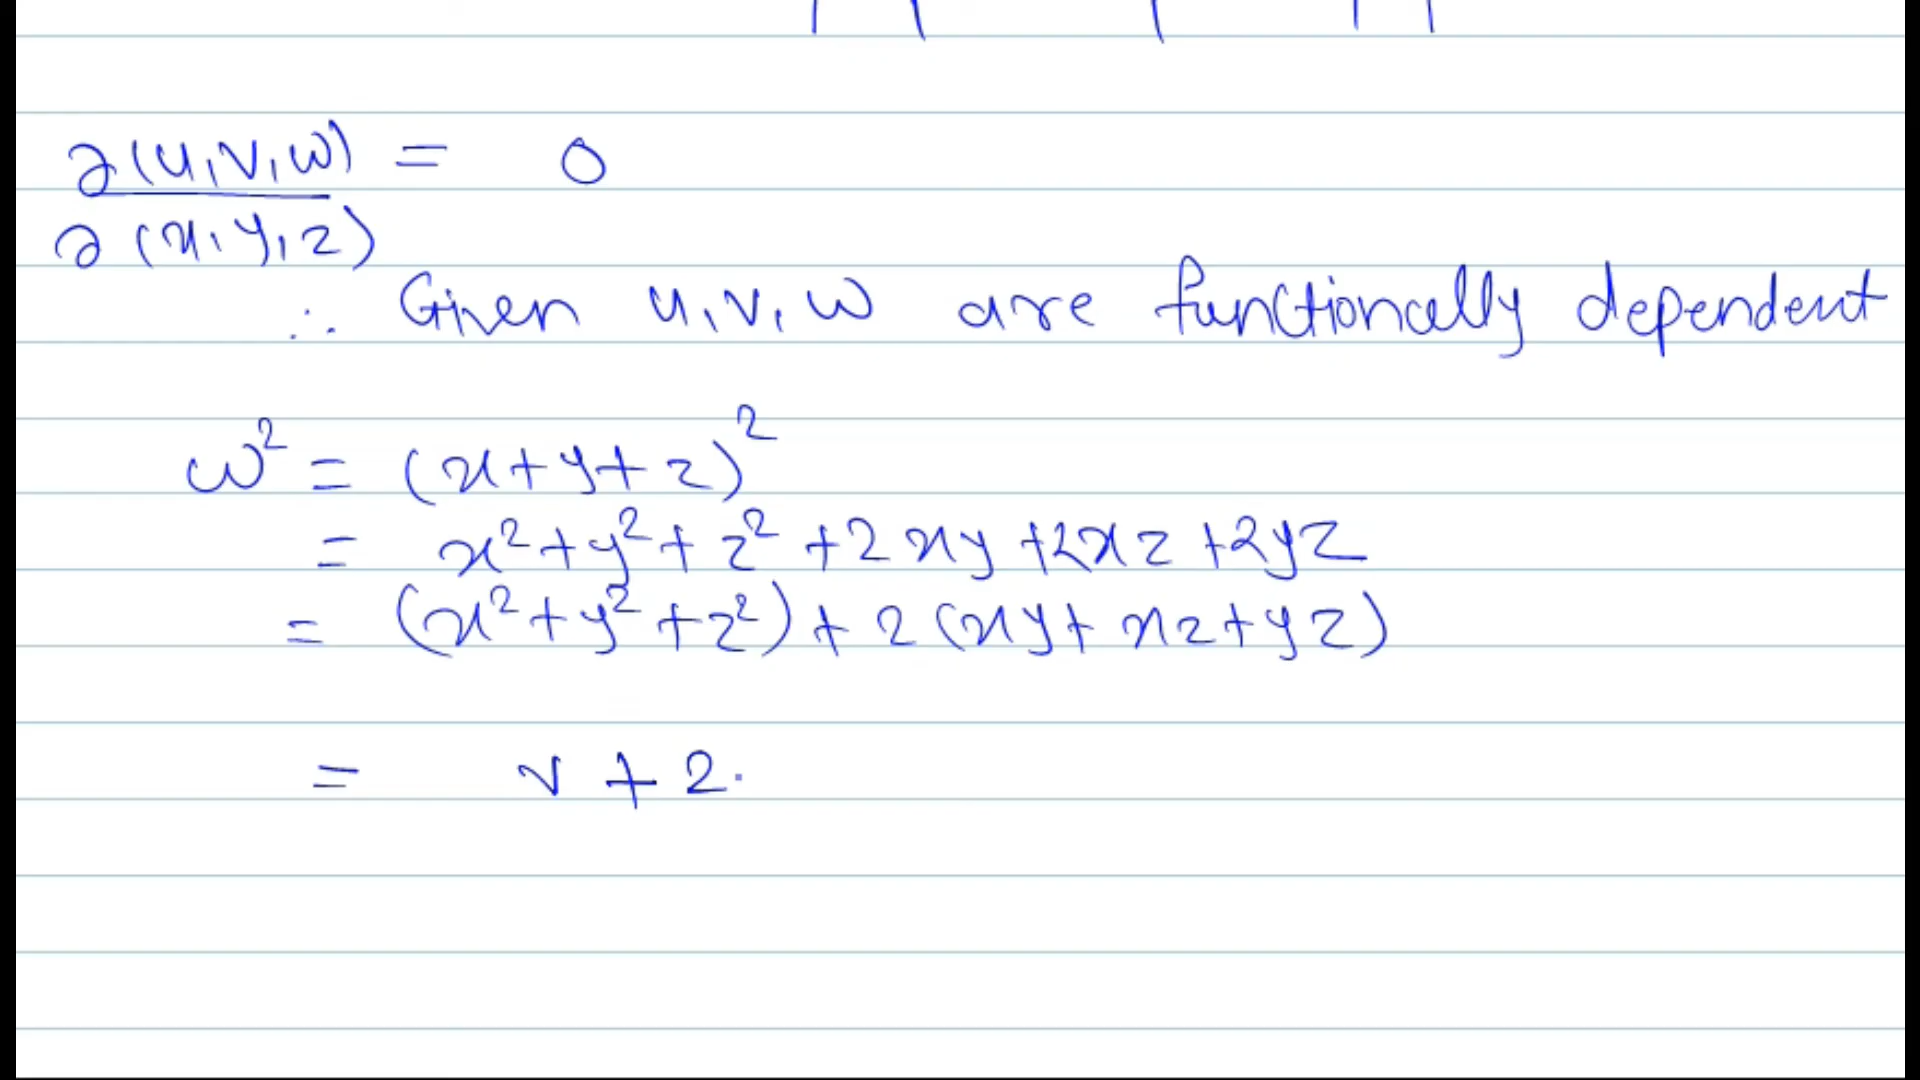 ∂(u,v,w) = 0
∂(x,y,z)
∴ Given u,v,w are functionally dependent
w² = (x+y+z)²
= x²+y²+z²+2xy+2xz+2yz
= (x²+y²+z²)+2(xy+xz+yz)
= v+2.